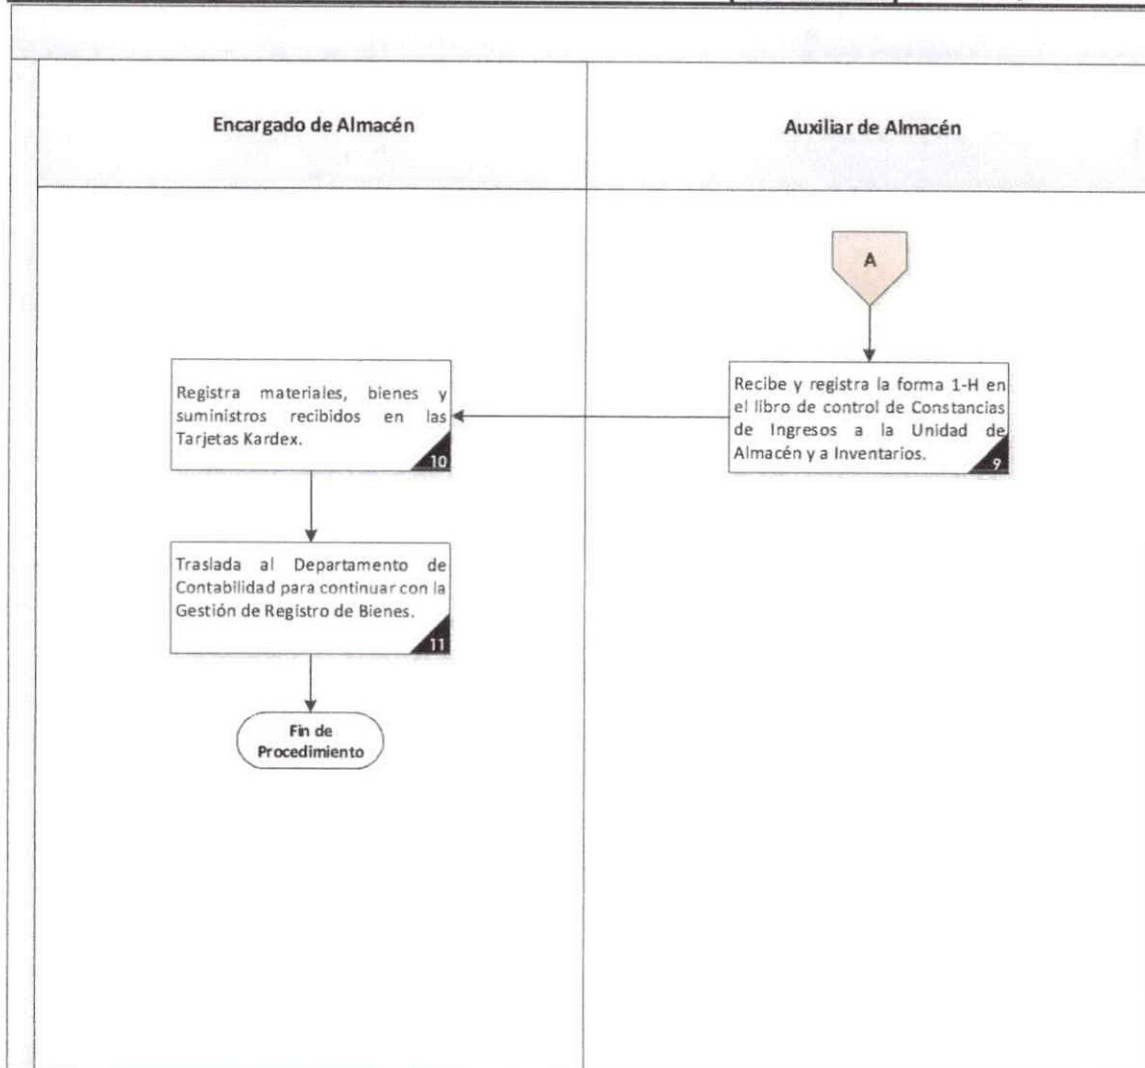 Encargado de Almacén
Auxiliar de Almacén
A
Recibe y registra la forma 1-H en
el libro de control de Constancias
de Ingresos a la Unidad de
Almacén y a Inventarios.
9
Registra materiales, bienes y
suministros recibidos en las
Tarjetas Kardex.
10
Traslada al Departamento de
Contabilidad para continuar con la
Gestión de Registro de Bienes.
11
Fin de
Procedimiento